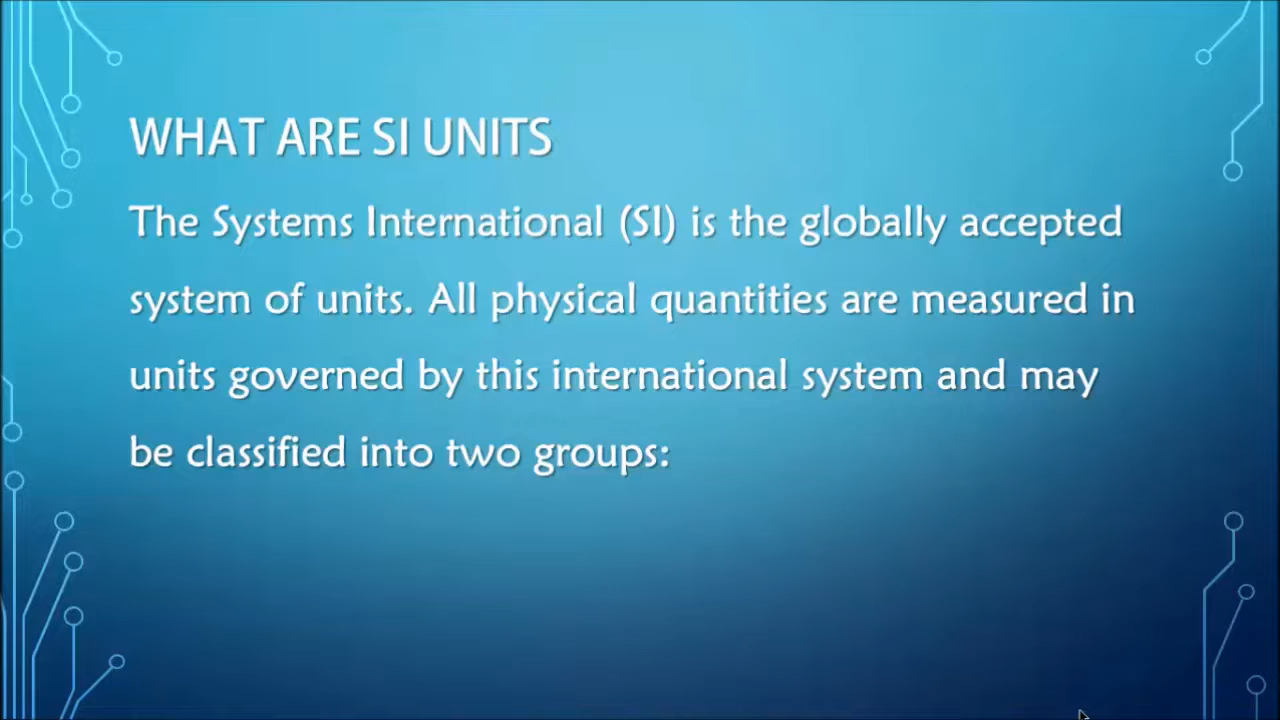 WHAT ARE SI UNITS
The Systems International (SI) is the globally accepted
system of units. All physical quantities are measured in
units governed by this international system and may
be classified into two groups: